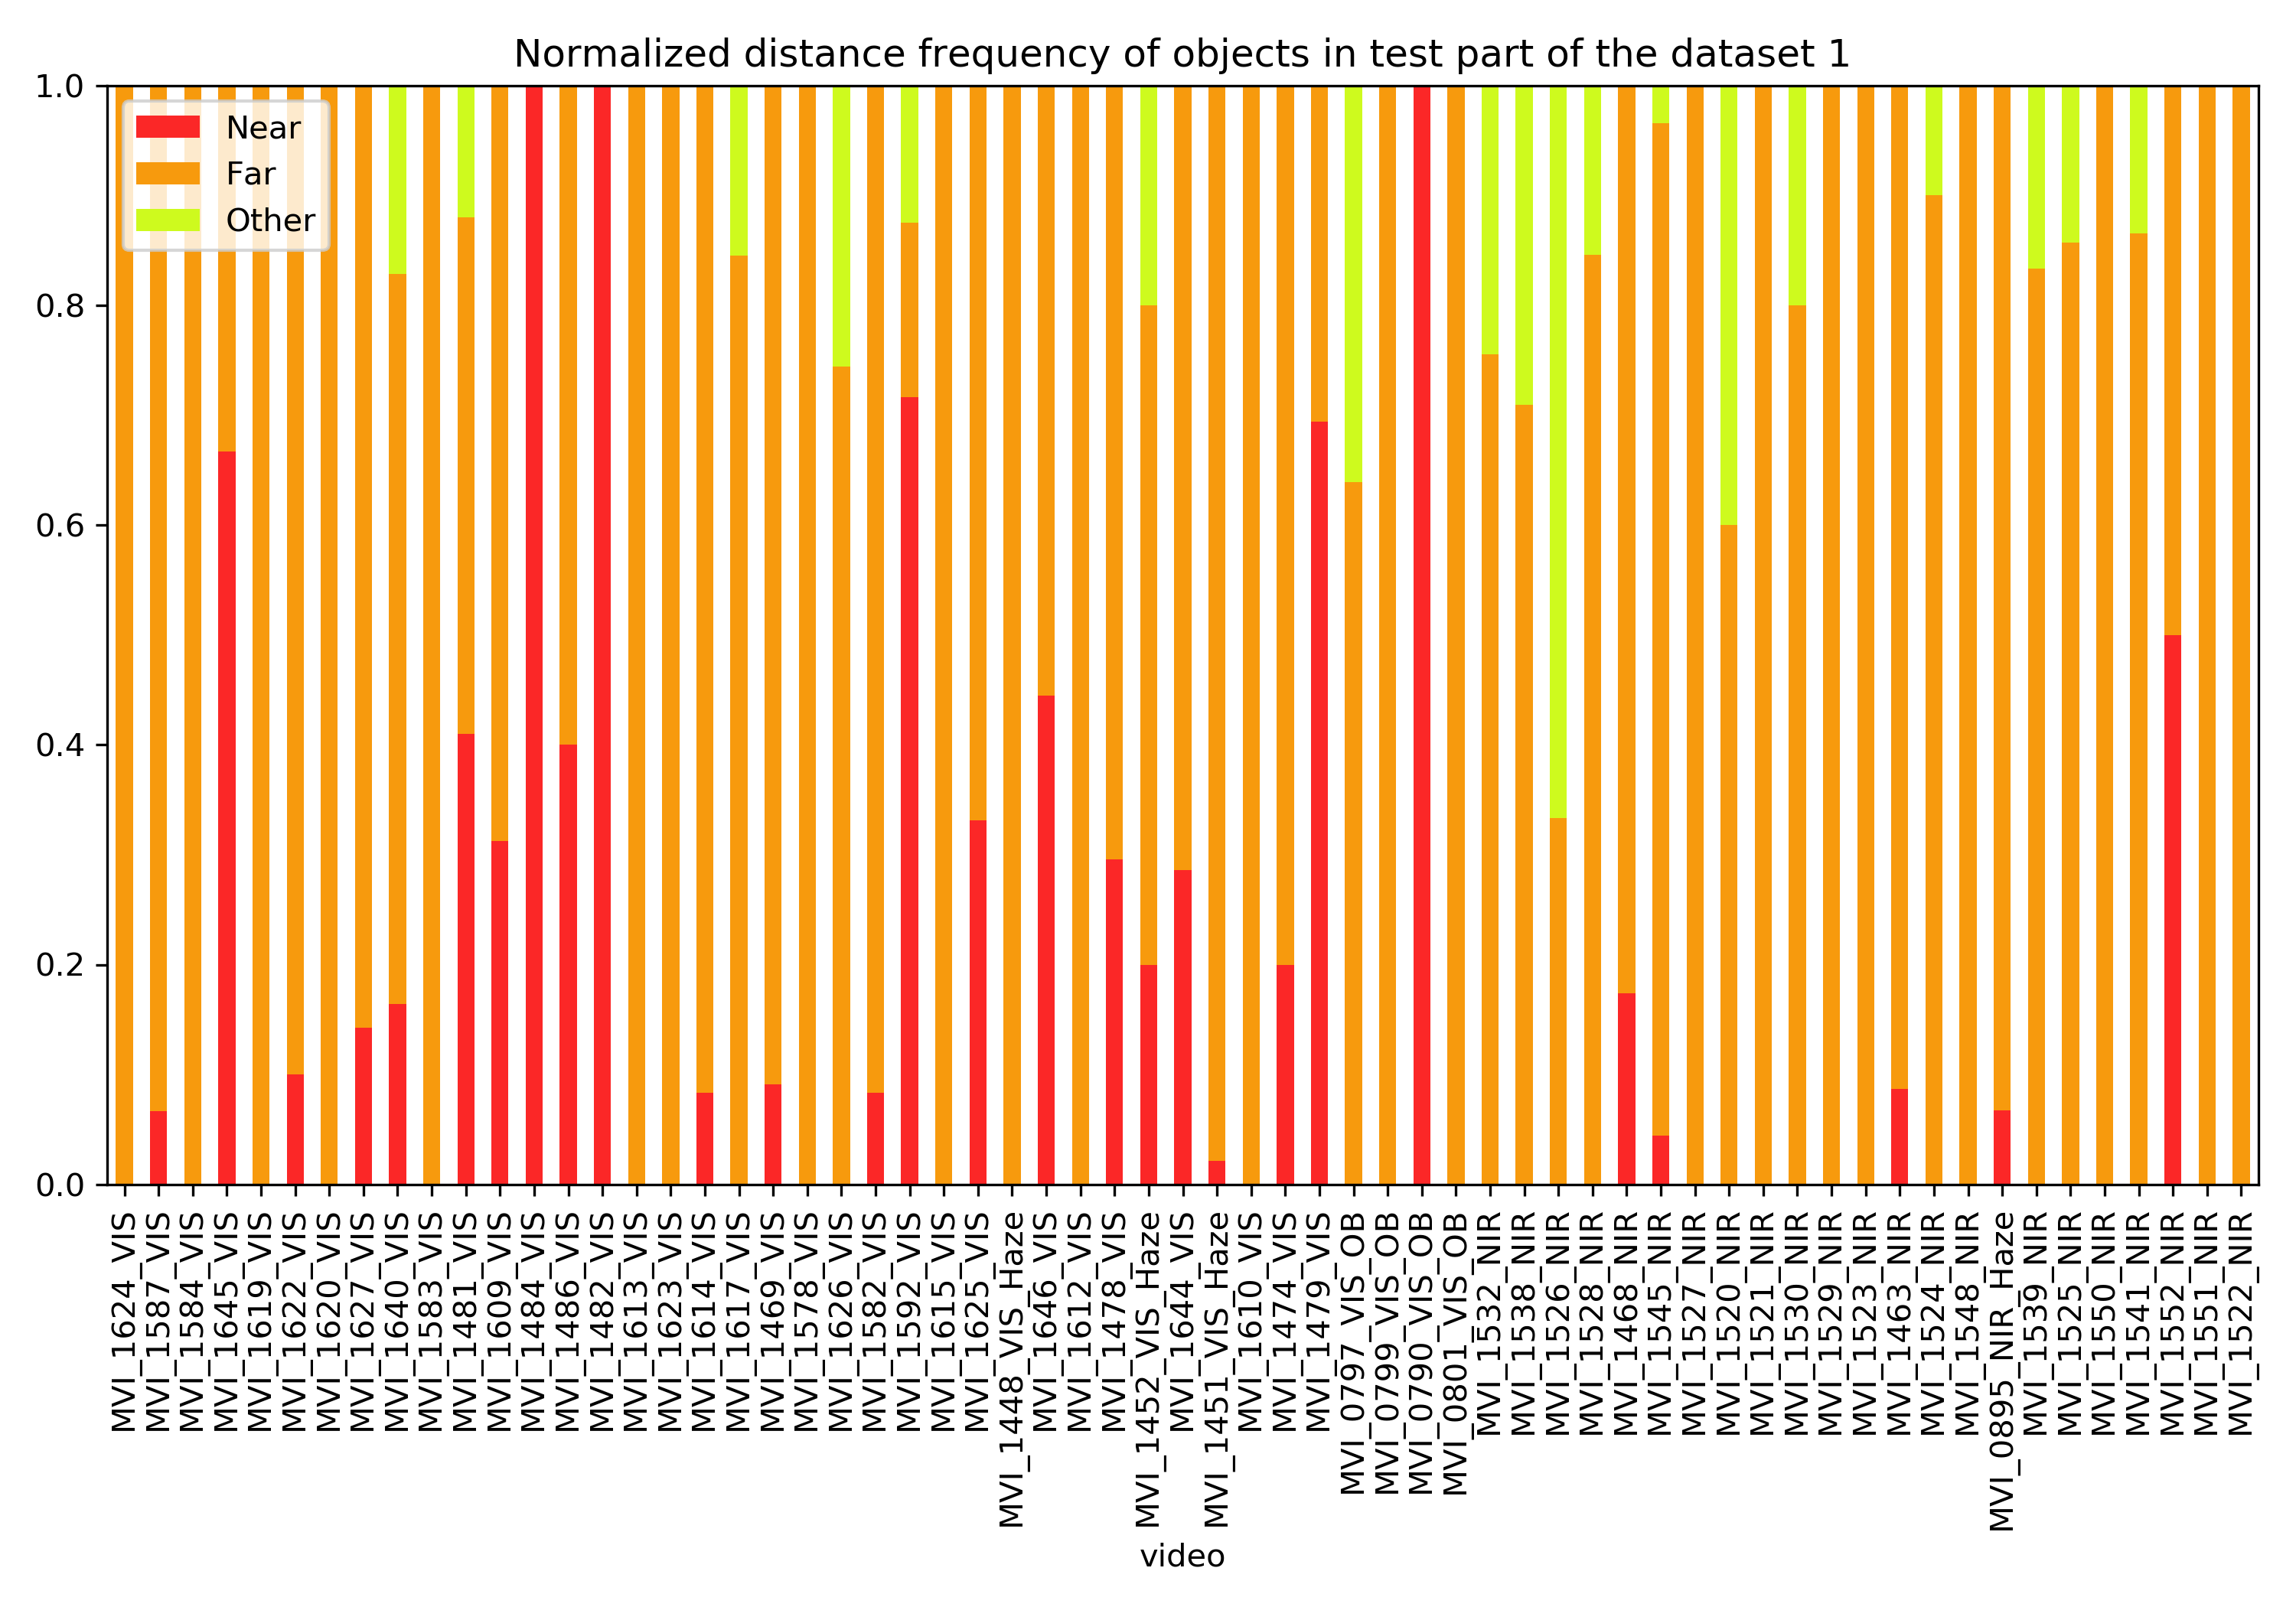 Normalized distance frequency of objects in test part of the dataset 1
1.0
0.8
0.6
0.4
0.2
0.0
Near
Far
Other
MVI_1624_VIS
MVI_1587_VIS
MVI_1584_VIS
MVI_1645_VIS
MVI_1619_VIS
MVI_1622_VIS
MVI_1620_VIS
MVI_1627_VIS
MVI_1640_VIS
MVI_1583_VIS
MVI_1481_VIS
MVI_1609_VIS
MVI_1484_VIS
MVI_1486_VIS
MVI_1482_VIS
MVI_1613_VIS
MVI_1623_VIS
MVI_1614_VIS
MVI_1617_VIS
MVI_1469_VIS
MVI_1578_VIS
MVI_1626_VIS
MVI_1582_VIS
MVI_1592_VIS
MVI_1615_VIS
MVI_1625_VIS
MVI_1448_VIS_Haze
MVI_1646_VIS
MVI_1612_VIS
MVI_1478_VIS
MVI_1452_VIS_Haze
MVI_1644_VIS
MVI_1451_VIS_Haze
MVI_1610_VIS
MVI_1474_VIS
MVI_1479_VIS
MVI_0797_VIS_OB
MVI_0799_VIS_OB
MVI_0790_VIS_OB
MVI_0801_VIS_OB
MVI_1532_NIR
MVI_1538_NIR
MVI_1526_NIR
MVI_1528_NIR
MVI_1468_NIR
MVI_1545_NIR
MVI_1527_NIR
MVI_1520_NIR
MVI_1521_NIR
MVI_1530_NIR
MVI_1529_NIR
MVI_1523_NIR
MVI_1463_NIR
MVI_1524_NIR
MVI_1548_NIR
MVI_0895_NIR_Haze
MVI_1539_NIR
MVI_1525_NIR
MVI_1550_NIR
MVI_1541_NIR
MVI_1552_NIR
MVI_1551_NIR
MVI_1522_NIR
video